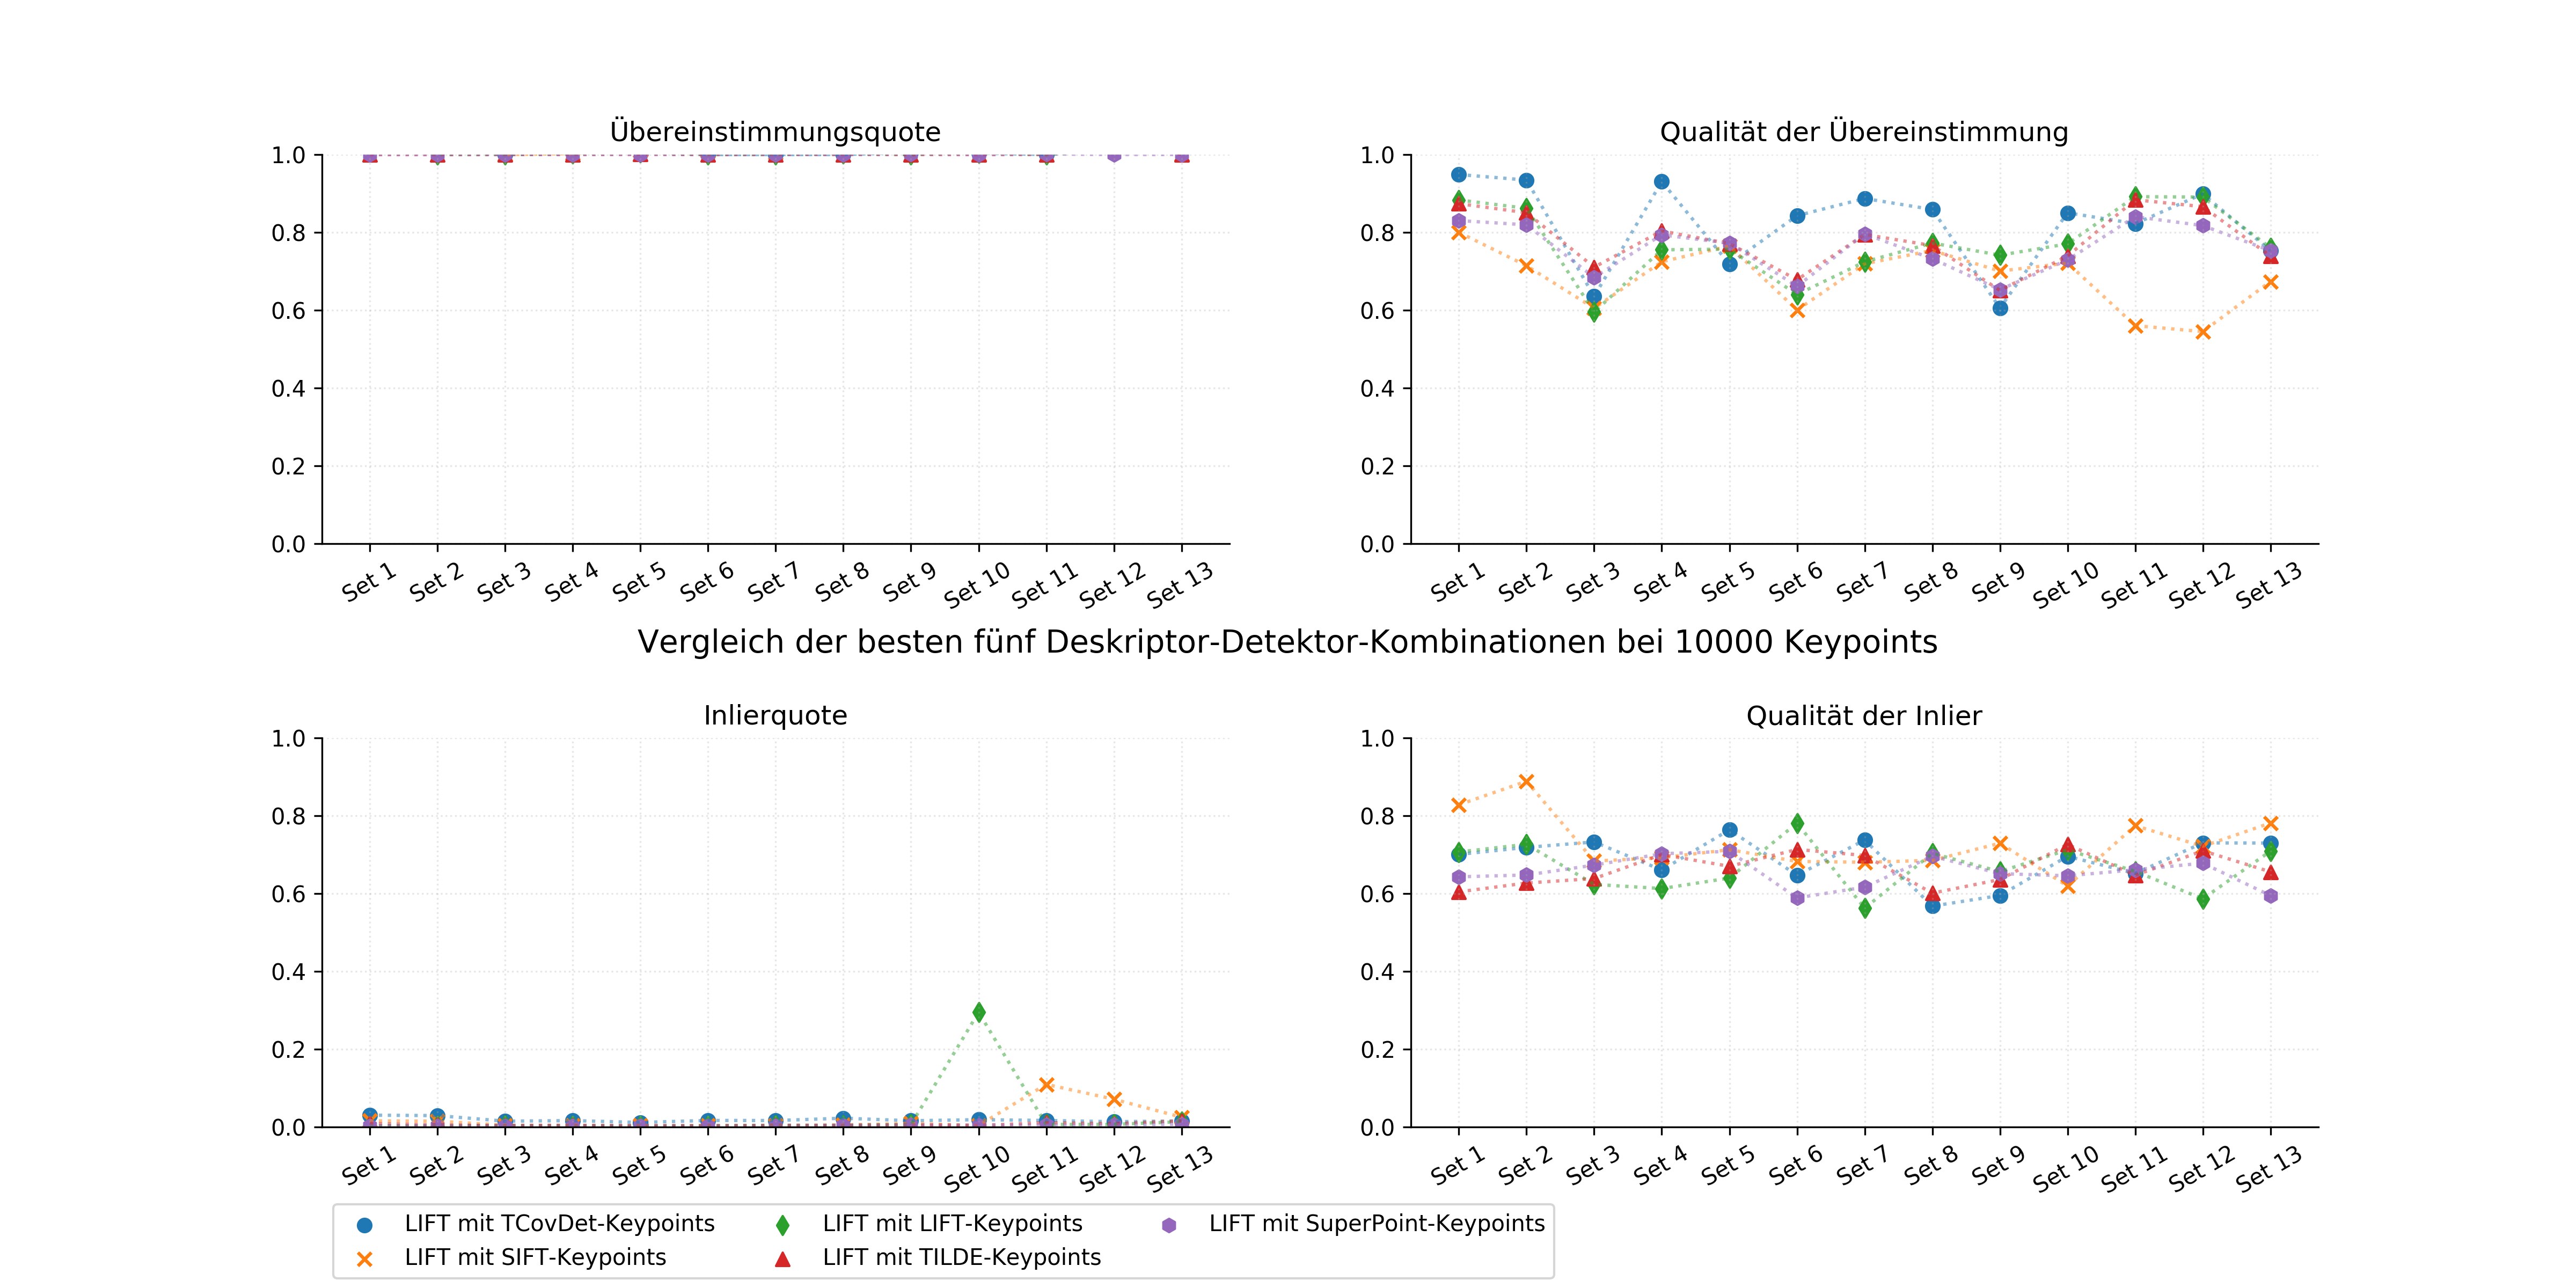 Übereinstimmungsquote
1.0
0.8
0.6
0.4
0.2
0.0
Set 1 Set 2 Set 3 Set 4 Set 5 Set 6 Set 7 Set 8 Set 9 Set 10 Set 11 Set 12 Set 13
Qualität der Übereinstimmung
1.0
0.8
0.6
0.4
0.2
0.0
Set 1 Set 2 Set 3 Set 4 Set 5 Set 6 Set 7 Set 8 Set 9 Set 10 Set 11 Set 12 Set 13
Vergleich der besten fünf Deskriptor-Detektor-Kombinationen bei 10000 Keypoints
Inlierquote
1.0
0.8
0.6
0.4
0.2
0.0
Set 1 Set 2 Set 3 Set 4 Set 5 Set 6 Set 7 Set 8 Set 9 Set 10 Set 11 Set 12 Set 13
Qualität der Inlier
1.0
0.8
0.6
0.4
0.2
0.0
Set 1 Set 2 Set 3 Set 4 Set 5 Set 6 Set 7 Set 8 Set 9 Set 10 Set 11 Set 12 Set 13
LIFT mit TCovDet-Keypoints
LIFT mit SIFT-Keypoints
LIFT mit LIFT-Keypoints
LIFT mit TILDE-Keypoints
LIFT mit SuperPoint-Keypoints